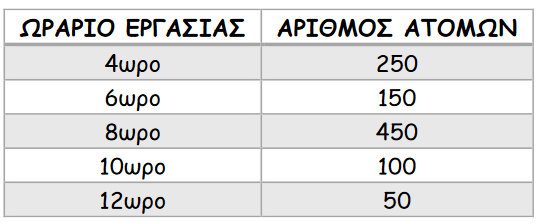 ΩΡΑΡΙΟ ΕΡΓΑΣΙΑΣ ΑΡΙΘΜΟΣ ΑΤΟΜΩΝ
4ωρο 250
6ωρο 150
8ωρο 450
10ωρο 100
12ωρο 50